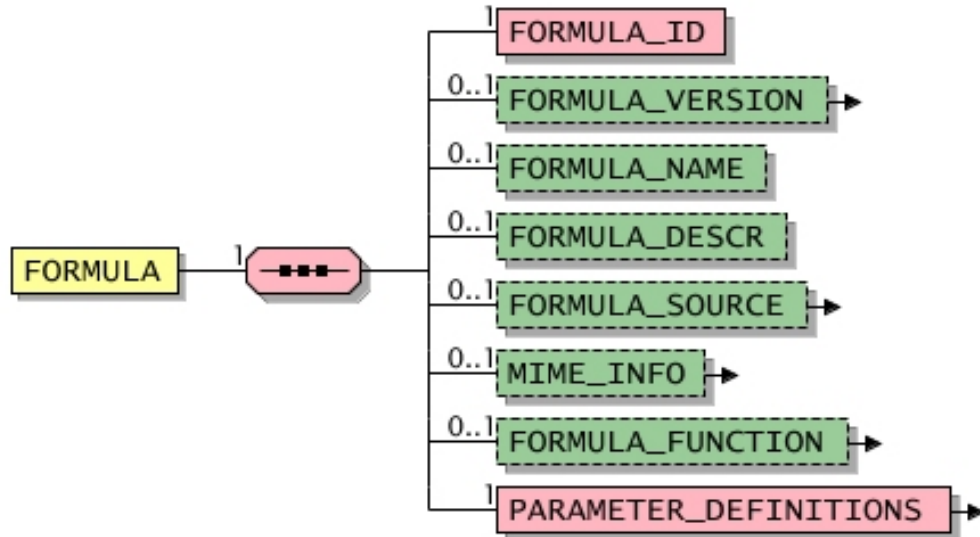 1 FORMULA_ID
0..1 FORMULA_VERSION
0..1 FORMULA_NAME
0..1 FORMULA_DESCR
FORMULA 1
0..1 FORMULA_SOURCE
0..1 MIME_INFO
0..1 FORMULA_FUNCTION
1 PARAMETER_DEFINITIONS